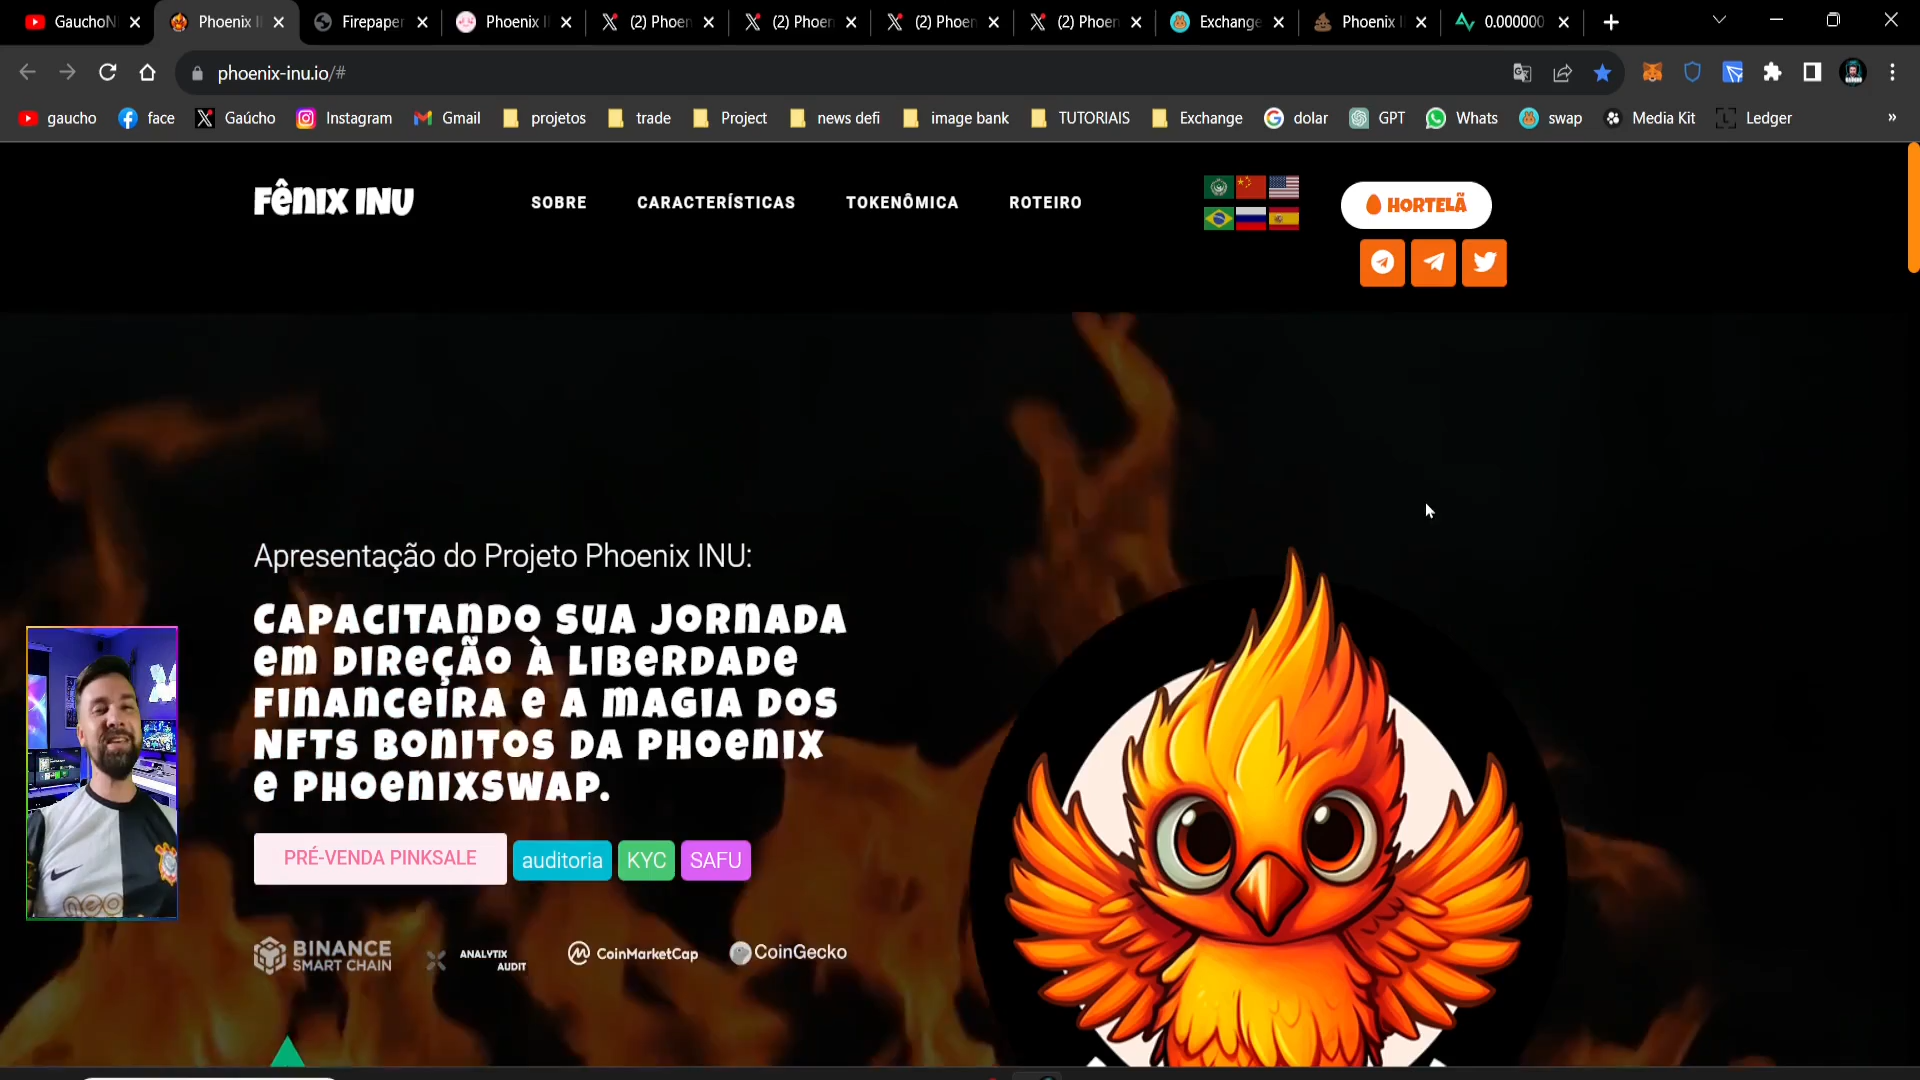 GauchoN
Phoenix I
Firepaper
Phoenix I
(2) Phoen
(2) Phoen
(2) Phoen
(2) Phoen
Exchange
Phoenix I
0.000000
phoenix-inu.io/#
gaucho
face
Gaúcho
Instagram
Gmail
projetos
trade
Project
news defi
image bank
TUTORIAIS
Exchange
dolar
GPT
Whats
swap
Media Kit
Ledger
»
Fênix INU
SOBRE
CARACTERÍSTICAS
TOKENÔMICA
ROTEIRO
HORTELÃ
Apresentação do Projeto Phoenix INU:
CAPACITANDO SUA JORNADA
EM DIREÇÃO À LIBERDADE
FINANCEIRA E A MAGIA DOS
NFTS BONITOS DA PHOENIX
E PHOENIXSWAP.
PRÉ-VENDA PINKSALE
auditoria
KYC
SAFU
BINANCE
SMART CHAIN
ANALYTIX
AUDIT
CoinMarketCap
CoinGecko